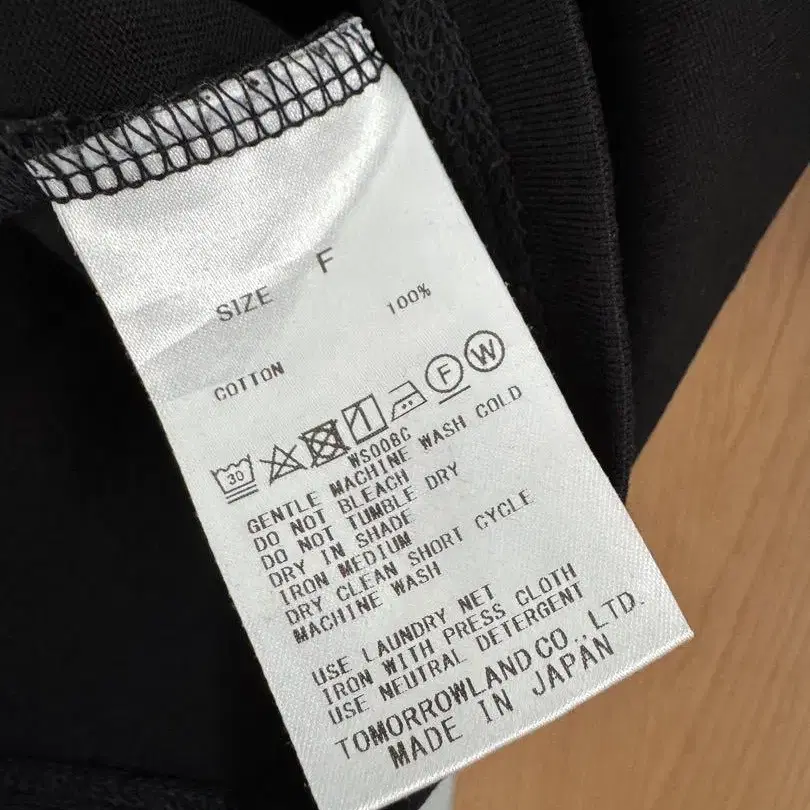 SIZE F
COTTON 100%
30 F W
WS008C
GENTLE MACHINE WASH COLD
DO NOT BLEACH
DO NOT TUMBLE DRY
DRY IN SHADE
IRON MEDIUM
DRY CLEAN SHORT CYCLE
MACHINE WASH
USE LAUNDRY NET
IRON WITH PRESS CLOTH
USE NEUTRAL DETERGENT
TOMORROWLAND CO.,LTD.
MADE IN JAPAN